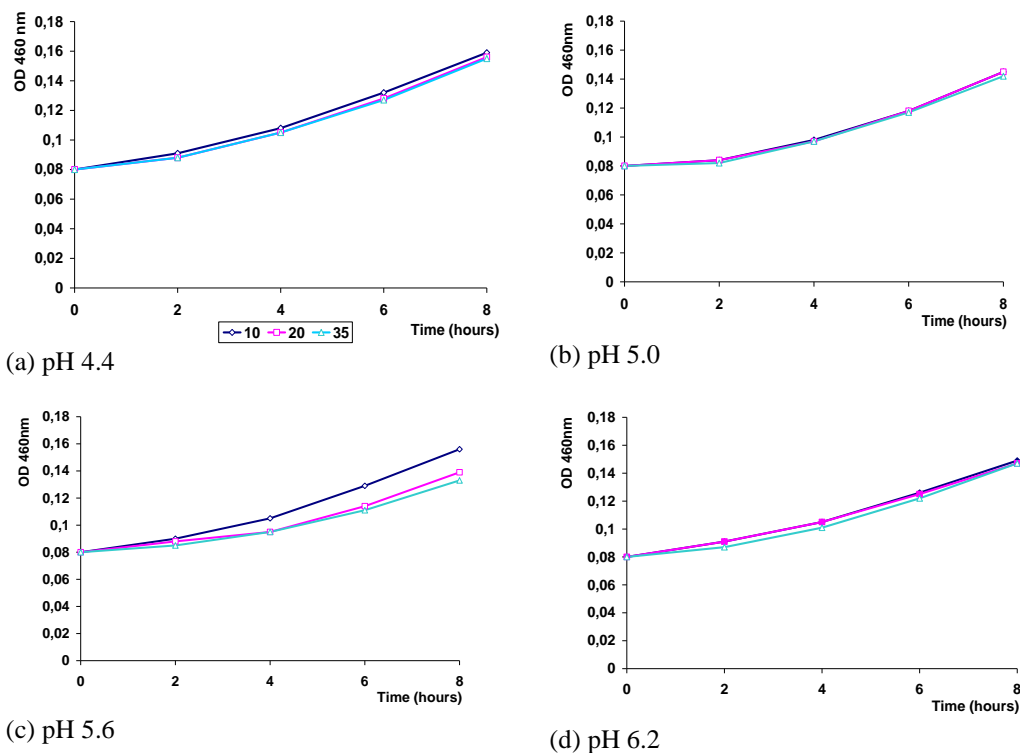 OD 460 nm
0,18
0,16
0,14
0,12
0,1
0,08
0,06
0,04
0,02
0
0 2 4 6 8
Time (hours)
10 20 35
(a) pH 4.4
OD 460nm
0,18
0,16
0,14
0,12
0,1
0,08
0,06
0,04
0,02
0
0 2 4 6 8
Time (hours)
(b) pH 5.0
OD 460nm
0,18
0,16
0,14
0,12
0,1
0,08
0,06
0,04
0,02
0
0 2 4 6 8
Time (hours)
(c) pH 5.6
OD 460nm
0,18
0,16
0,14
0,12
0,1
0,08
0,06
0,04
0,02
0
0 2 4 6 8
Time (hours)
(d) pH 6.2